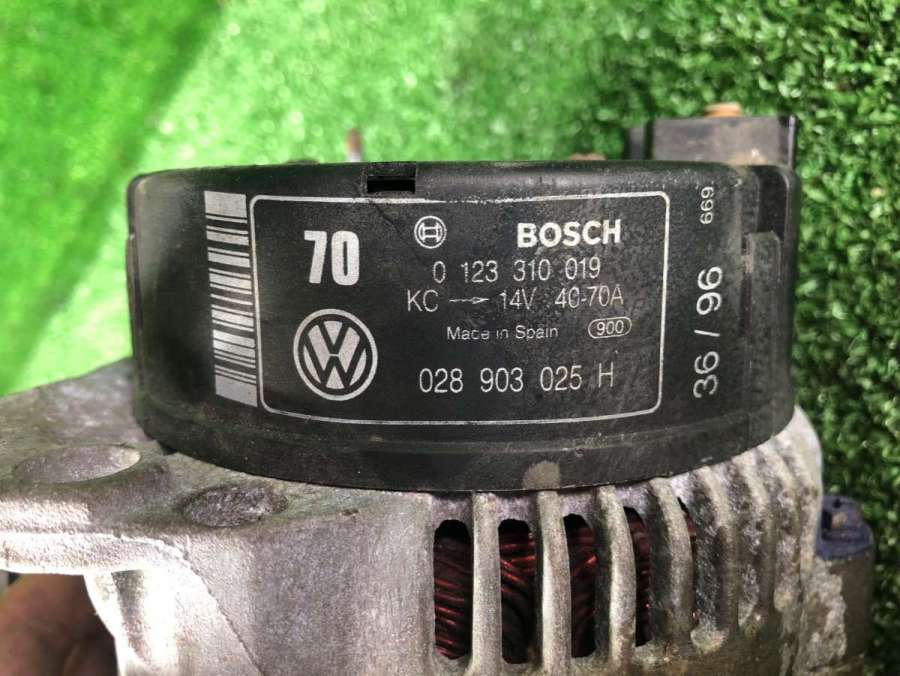 70
BOSCH
0 123 310 019
KC → 14V 40-70A
Made in Spain 900
028 903 025 H
36 / 96
669